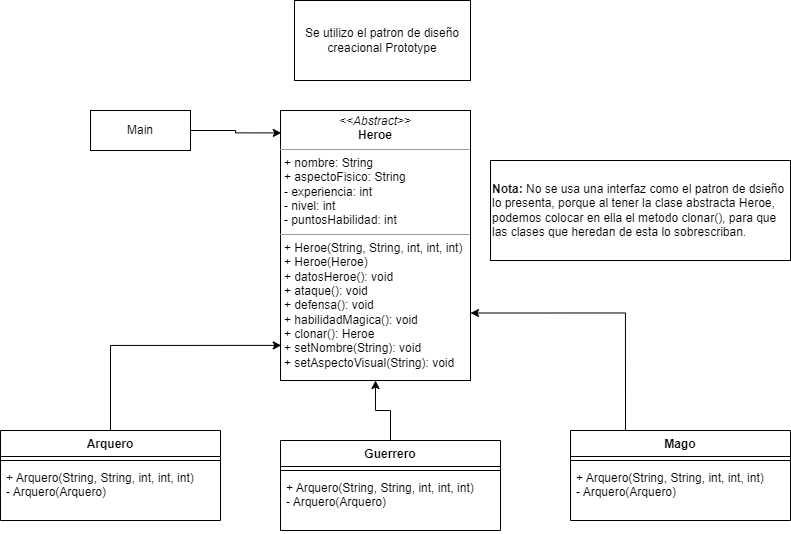 Se utilizo el patron de diseño
creacional Prototype
Main
<<Abstract>>
Heroe
+ nombre: String
+ aspectoFisico: String
- experiencia: int
- nivel: int
- puntosHabilidad: int
+ Heroe(String, String, int, int, int)
+ Heroe(Heroe)
+ datosHeroe(): void
+ ataque(): void
+ defensa(): void
+ habilidadMagica(): void
+ clonar(): Heroe
+ setNombre(String): void
+ setAspectoVisual(String): void
Nota: No se usa una interfaz como el patron de dsieño
lo presenta, porque al tener la clase abstracta Heroe,
podemos colocar en ella el metodo clonar(), para que
las clases que heredan de esta lo sobrescriban.
Arquero
+ Arquero(String, String, int, int, int)
- Arquero(Arquero)
Guerrero
+ Arquero(String, String, int, int, int)
- Arquero(Arquero)
Mago
+ Arquero(String, String, int, int, int)
- Arquero(Arquero)